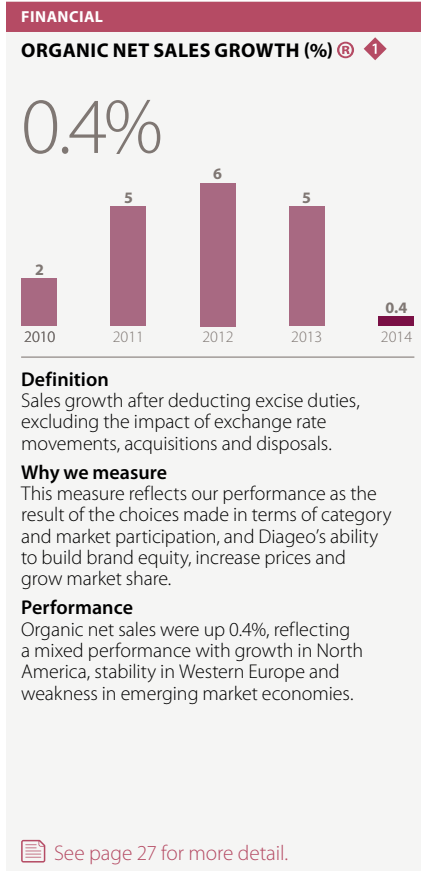 FINANCIAL
ORGANIC NET SALES GROWTH (%) ® 1
0.4%
2
5
6
5
0.4
2010
2011
2012
2013
2014
Definition
Sales growth after deducting excise duties,
excluding the impact of exchange rate
movements, acquisitions and disposals.
Why we measure
This measure reflects our performance as the
result of the choices made in terms of category
and market participation, and Diageo’s ability
to build brand equity, increase prices and
grow market share.
Performance
Organic net sales were up 0.4%, reflecting
a mixed performance with growth in North
America, stability in Western Europe and
weakness in emerging market economies.
See page 27 for more detail.